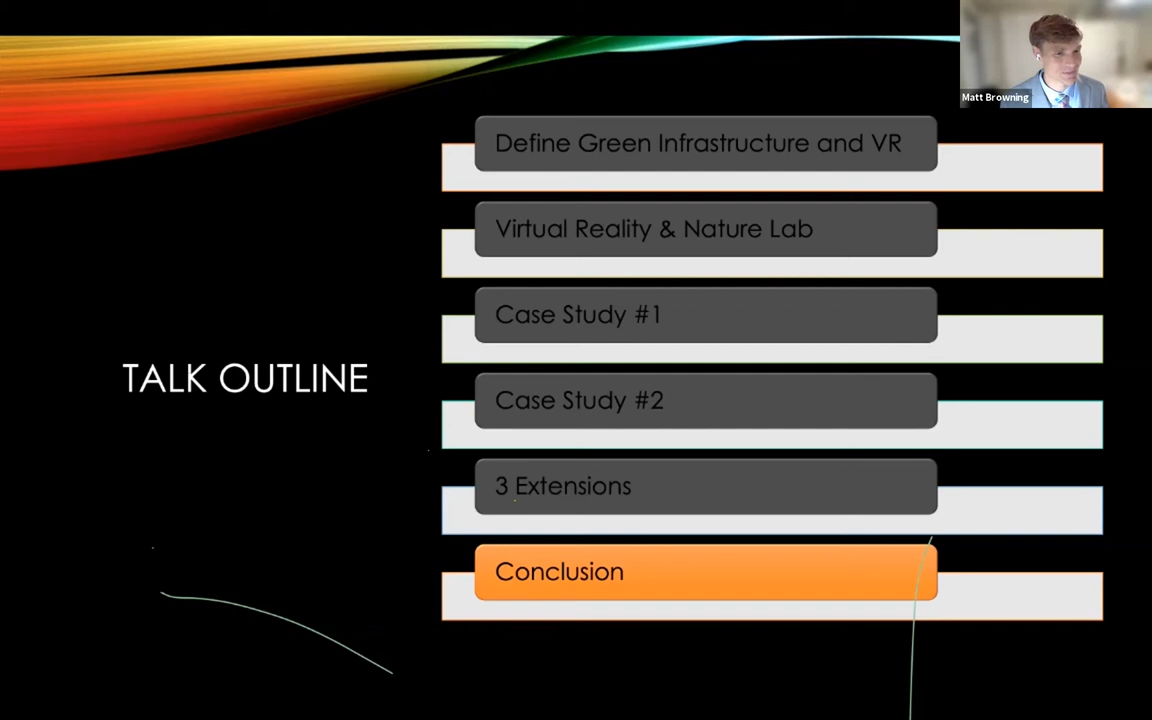 Matt Browning
Define Green Infrastructure and VR
Virtual Reality & Nature Lab
Case Study #1
TALK OUTLINE
Case Study #2
3 Extensions
Conclusion